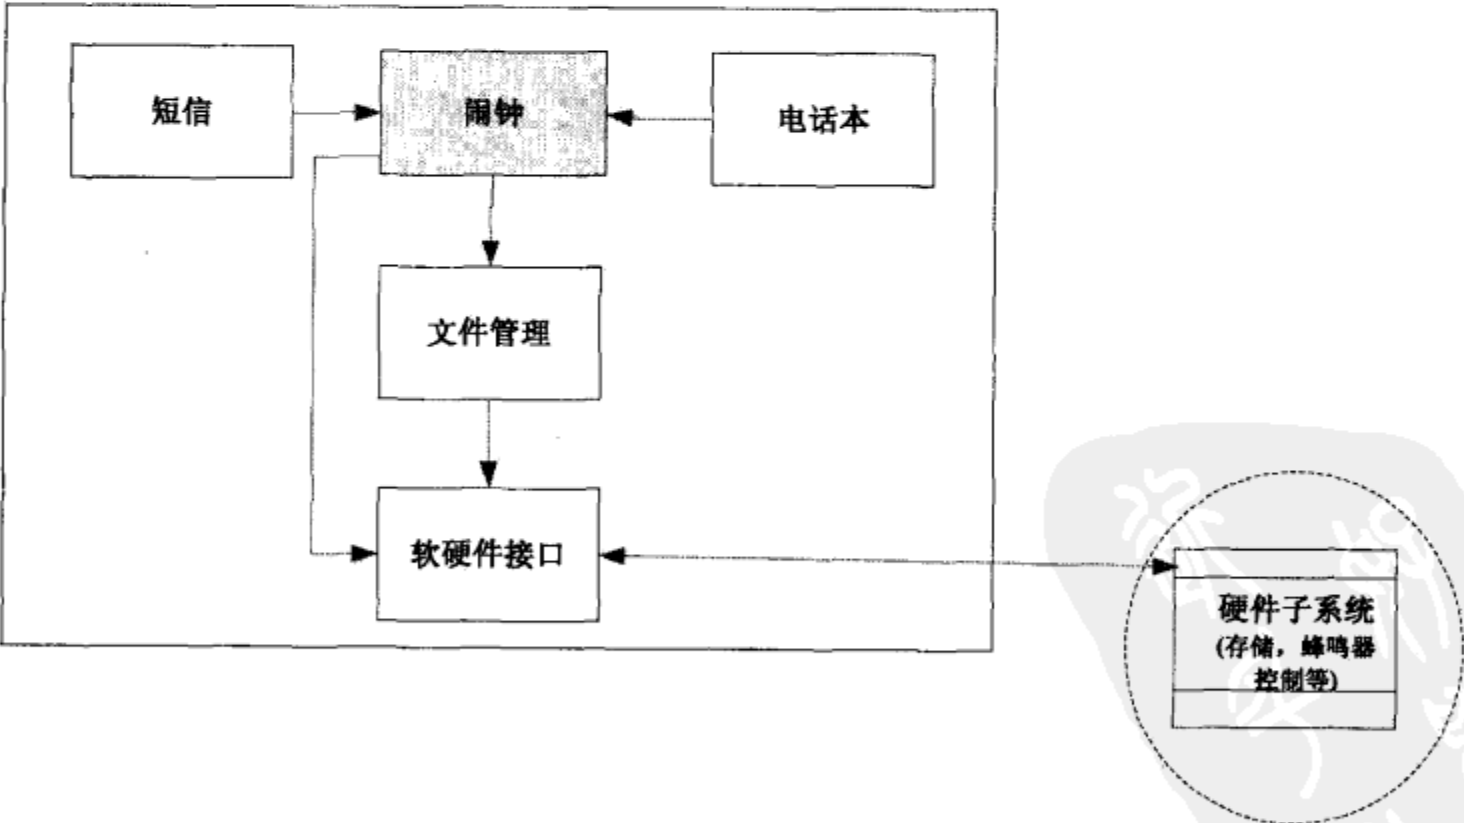 短信
闹钟
电话本
文件管理
软硬件接口
硬件子系统
(存储，蜂鸣器
控制等)